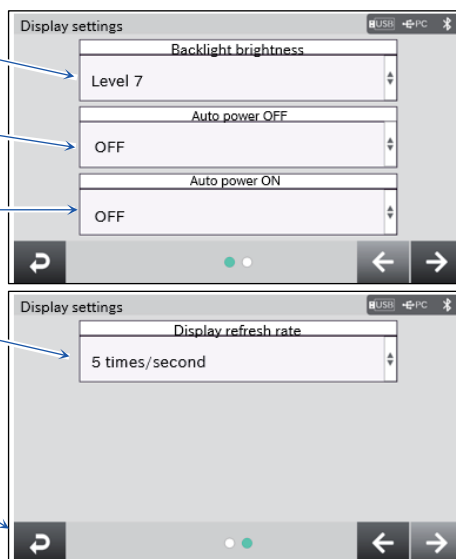 Display settings
USB PC
Backlight brightness
Level 7
Auto power OFF
OFF
Auto power ON
OFF
Display settings
USB PC
Display refresh rate
5 times/second